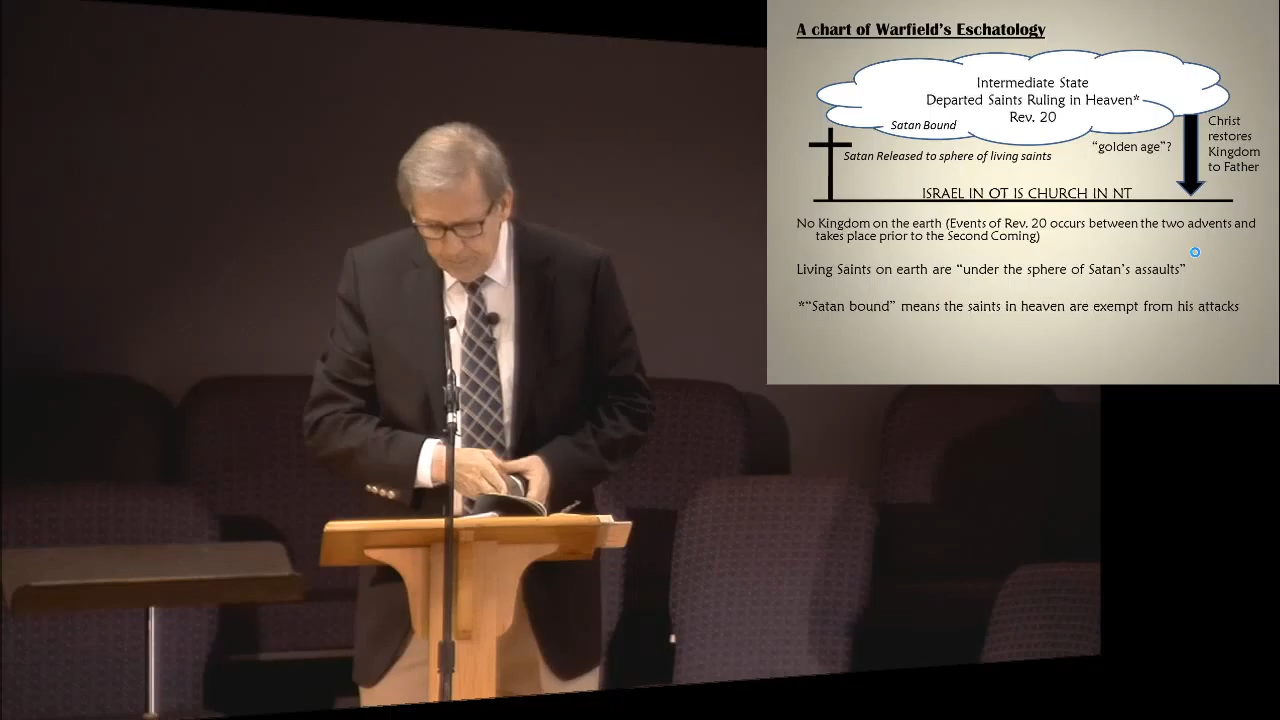 A chart of Warfield's Eschatology
Intermediate State
Departed Saints Ruling in Heaven*
Rev. 20
Satan Bound
Christ
restores
Kingdom
to Father
"golden age"?
Satan Released to sphere of living saints
ISRAEL IN OT IS CHURCH IN NT
No Kingdom on the earth (Events of Rev. 20 occurs between the two advents and
takes place prior to the Second Coming)
Living Saints on earth are "under the sphere of Satan's assaults"
*"Satan bound" means the saints in heaven are exempt from his attacks